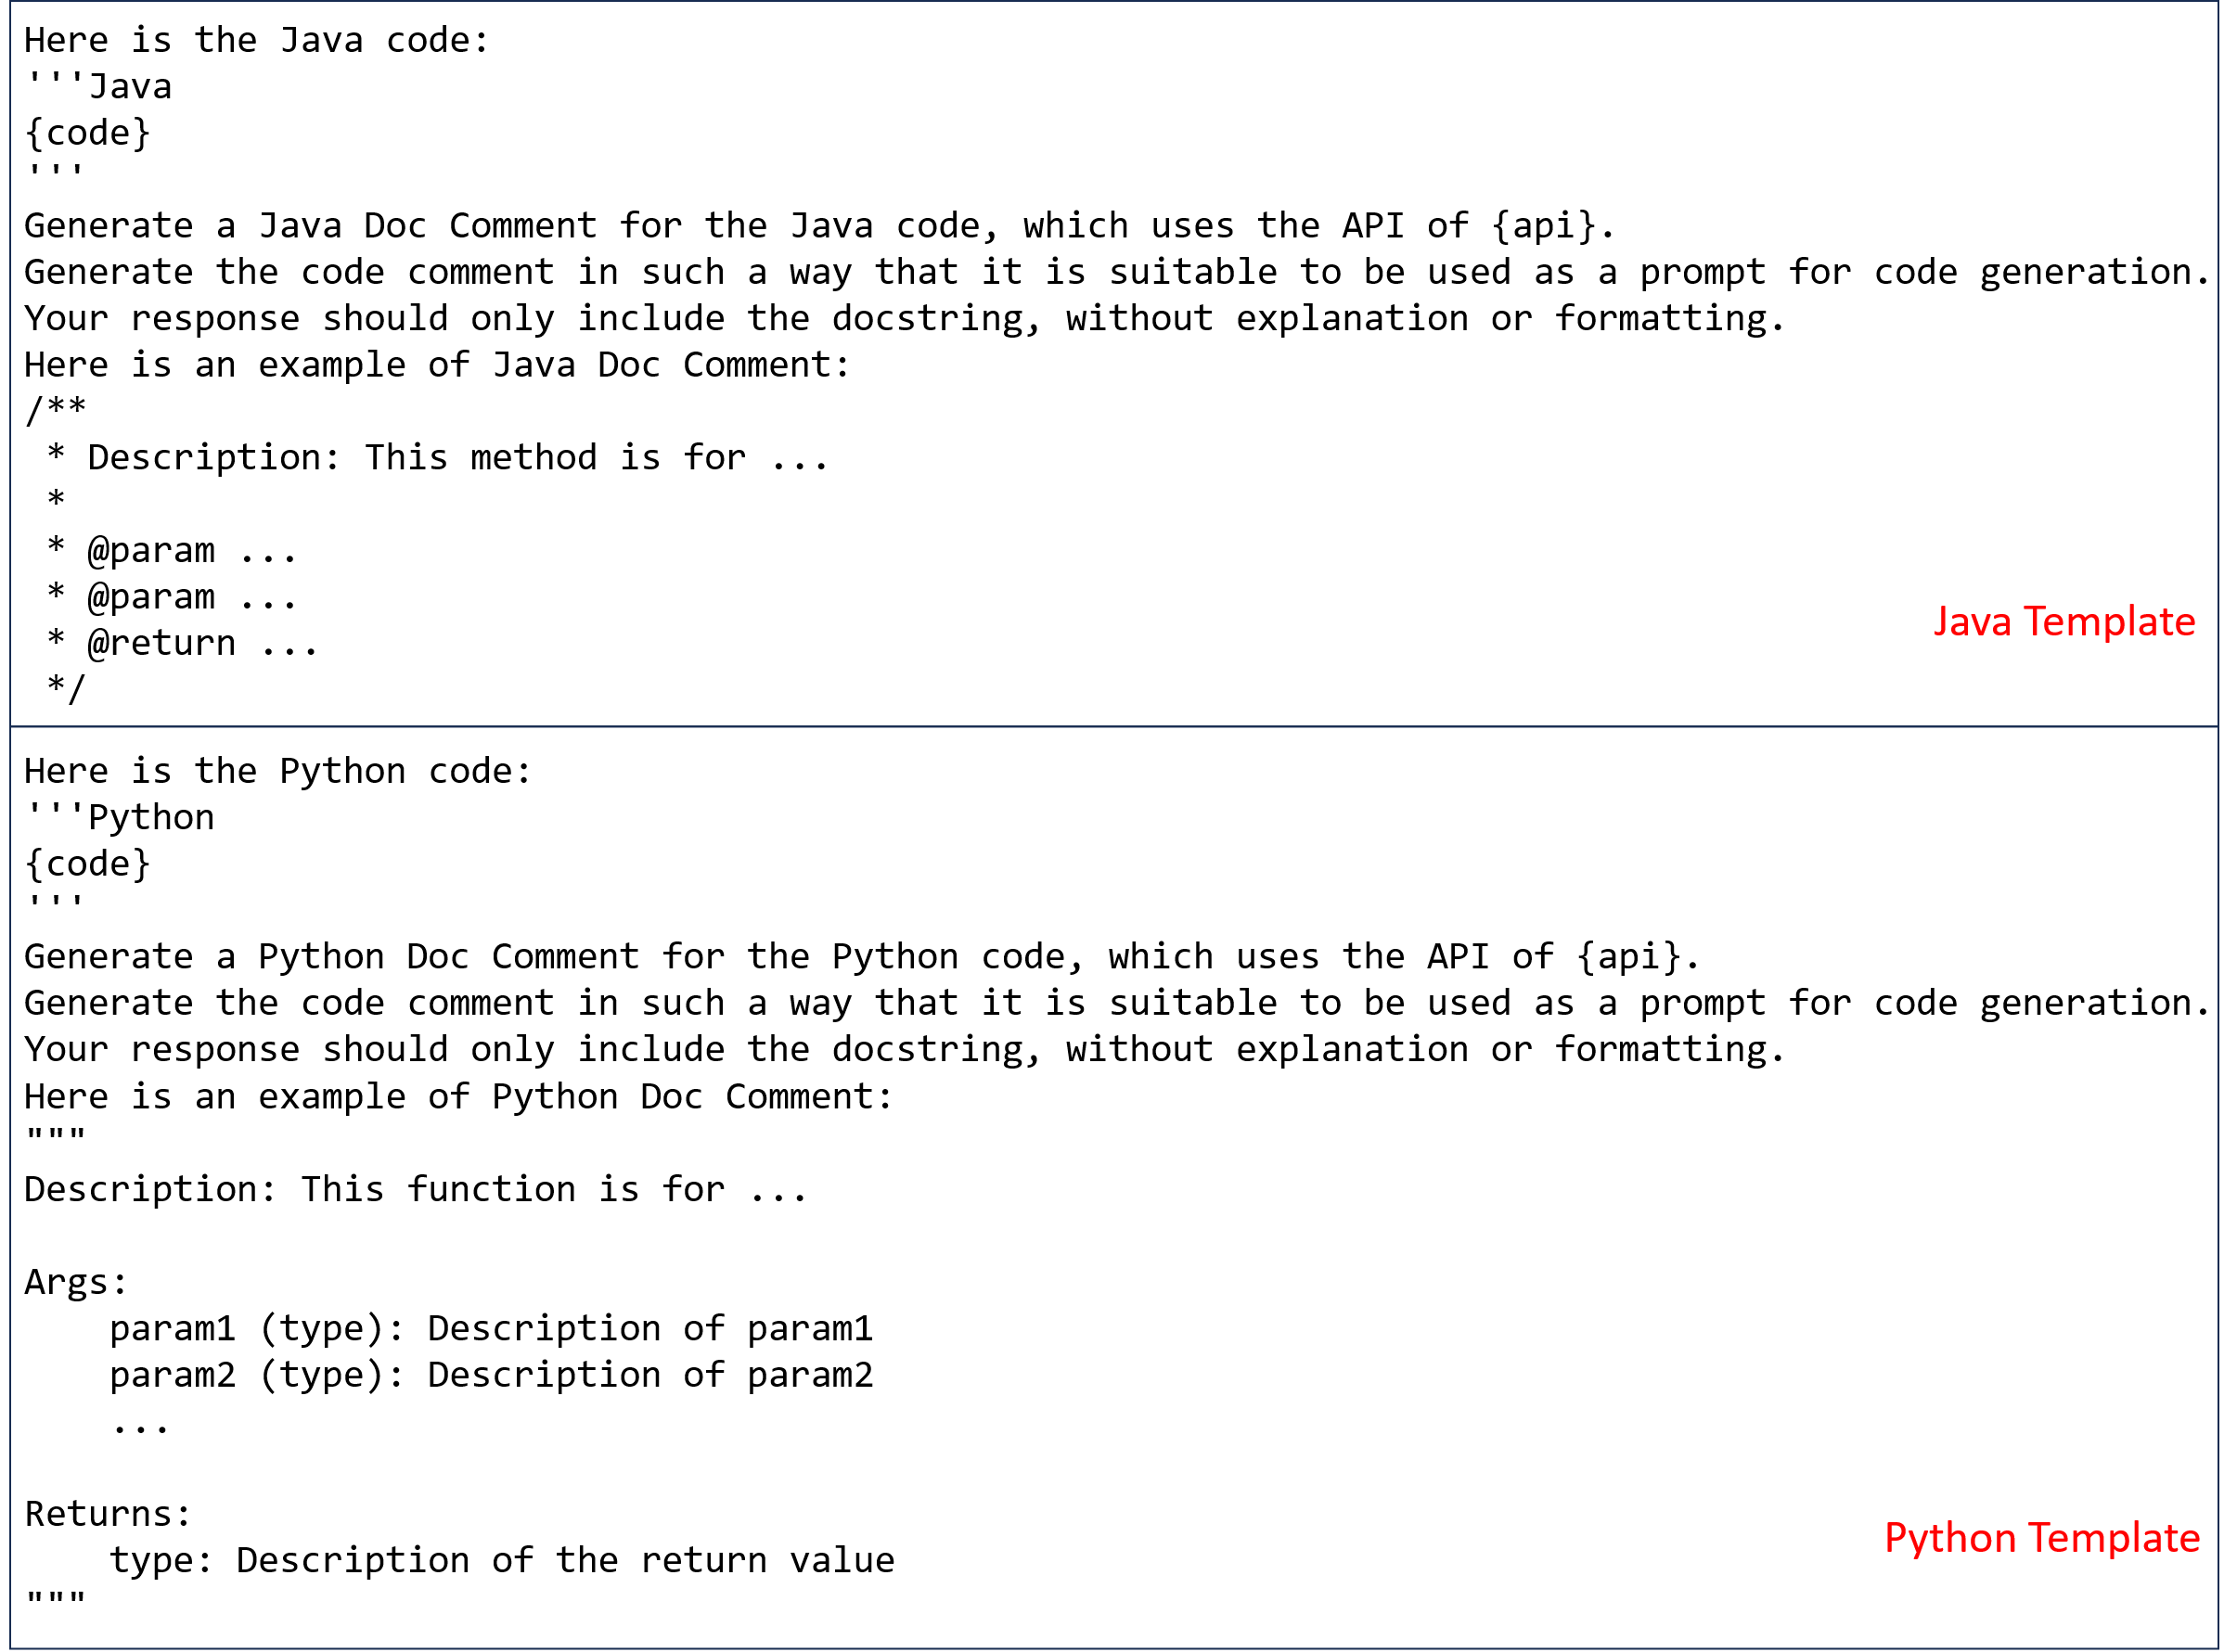 Here is the Java code:
'''Java
{code}
'''
Generate a Java Doc Comment for the Java code, which uses the API of {api}.
Generate the code comment in such a way that it is suitable to be used as a prompt for code generation.
Your response should only include the docstring, without explanation or formatting.
Here is an example of Java Doc Comment:
/**
 * Description: This method is for ...
 *
 * @param ...
 * @param ...
 * @return ...
 */
Java Template
Here is the Python code:
'''Python
{code}
'''
Generate a Python Doc Comment for the Python code, which uses the API of {api}.
Generate the code comment in such a way that it is suitable to be used as a prompt for code generation.
Your response should only include the docstring, without explanation or formatting.
Here is an example of Python Doc Comment:
"""
Description: This function is for ...

Args:
    param1 (type): Description of param1
    param2 (type): Description of param2
    ...

Returns:
    type: Description of the return value
"""
Python Template